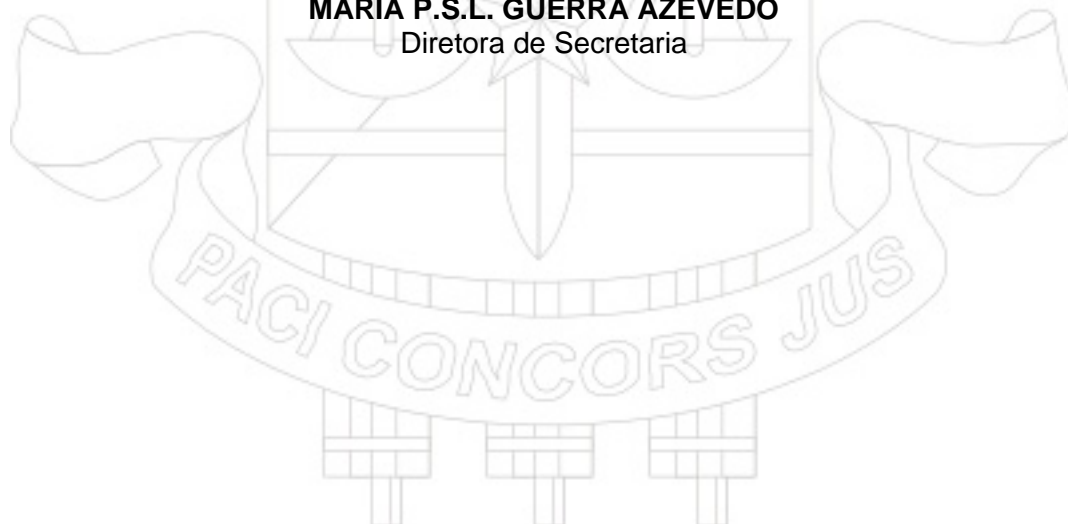 MARIA P.S.L. GUERRA AZEVEDO
Diretora de Secretaria
PACI CONCORS JUS